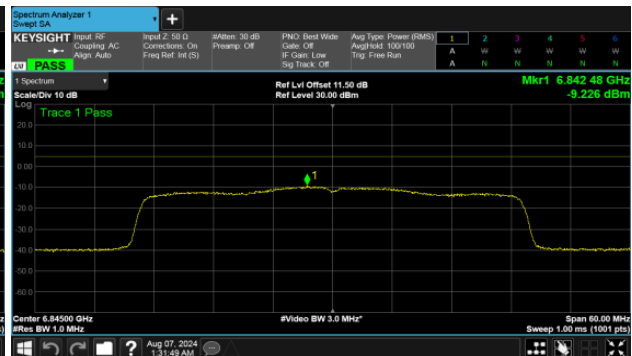 Spectrum Analyzer 1
Swept SA
+
KEYSIGHT Input: RF Input Z: 50 Ω #Atten: 30 dB PNO: Best Wide Avg Type: Power (RMS) 1 2 3 4 5 6
Coupling: AC Corrections: On Preamp: Off Gate: Off Avg|Hold: 100/100 A W W W W W
Align: Auto Freq Ref: Int (S) IF Gain: Low Trig: Free Run
LXI PASS Sig Track: Off A N N N N N
1 Spectrum Ref Lvl Offset 11.50 dB Mkr1 6.842 48 GHz
Scale/Div 10 dB Ref Level 30.00 dBm -9.226 dBm
Log
Trace 1 Pass
20.0
10.0
0.00
-10.0
1
-20.0
-30.0
-40.0
-50.0
-60.0
Center 6.84500 GHz #Video BW 3.0 MHz* Span 60.00 MHz
#Res BW 1.0 MHz Sweep 1.00 ms (1001 pts)
? Aug 07, 2024
1:31:49 AM